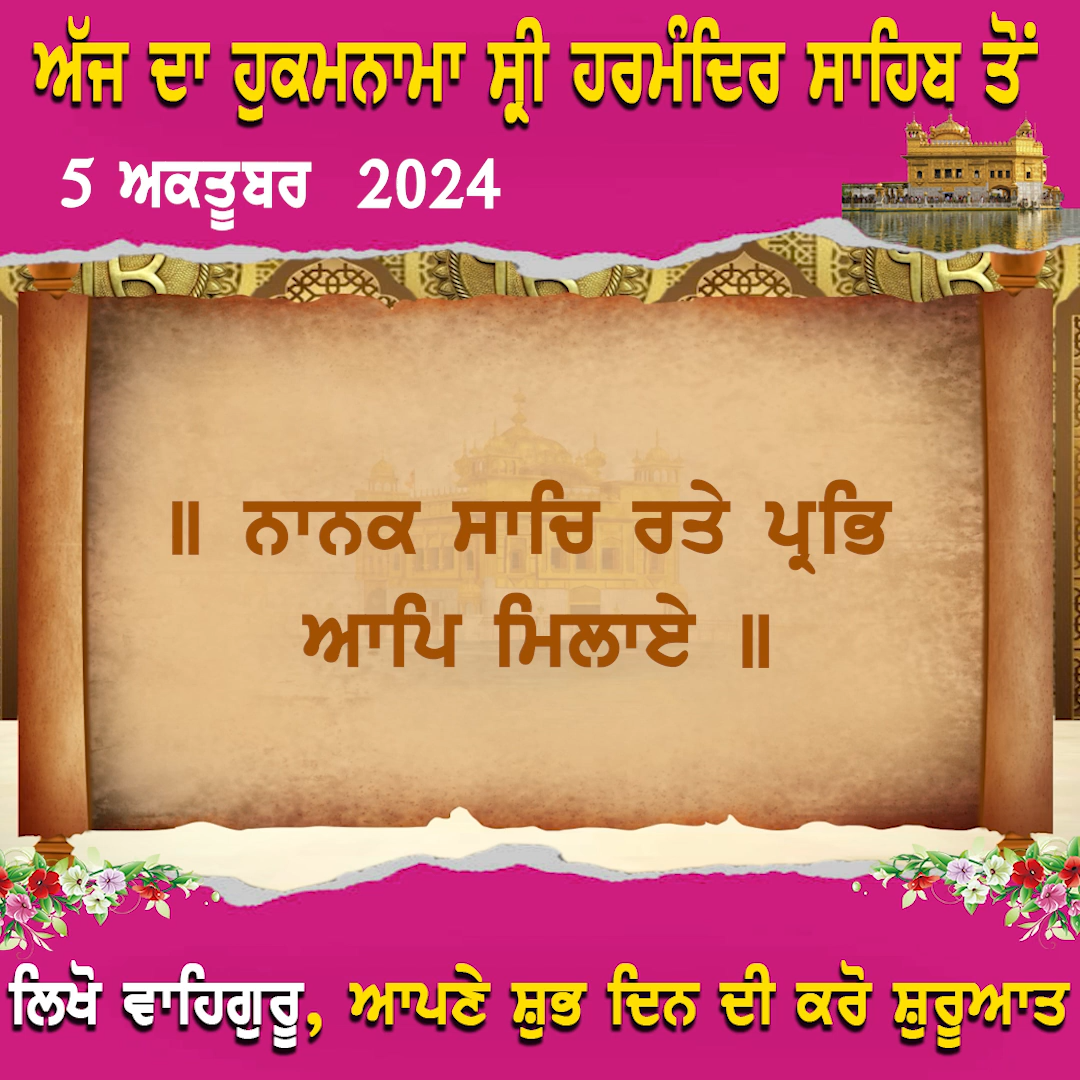 ਅੱਜ ਦਾ ਹੁਕਮਨਾਮਾ ਸ੍ਰੀ ਹਰਮੰਦਿਰ ਸਾਹਿਬ ਤੋਂ
5 ਅਕਤੂਬਰ 2024
॥ ਨਾਨਕ ਸਾਚਿ ਰਤੇ ਪ੍ਰਭਿ
ਆਪਿ ਮਿਲਾਏ ॥
ਲਿਖੋ ਵਾਹਿਗੁਰੂ, ਆਪਣੇ ਸ਼ੁਭ ਦਿਨ ਦੀ ਕਰੋ ਸ਼ੁਰੂਆਤ